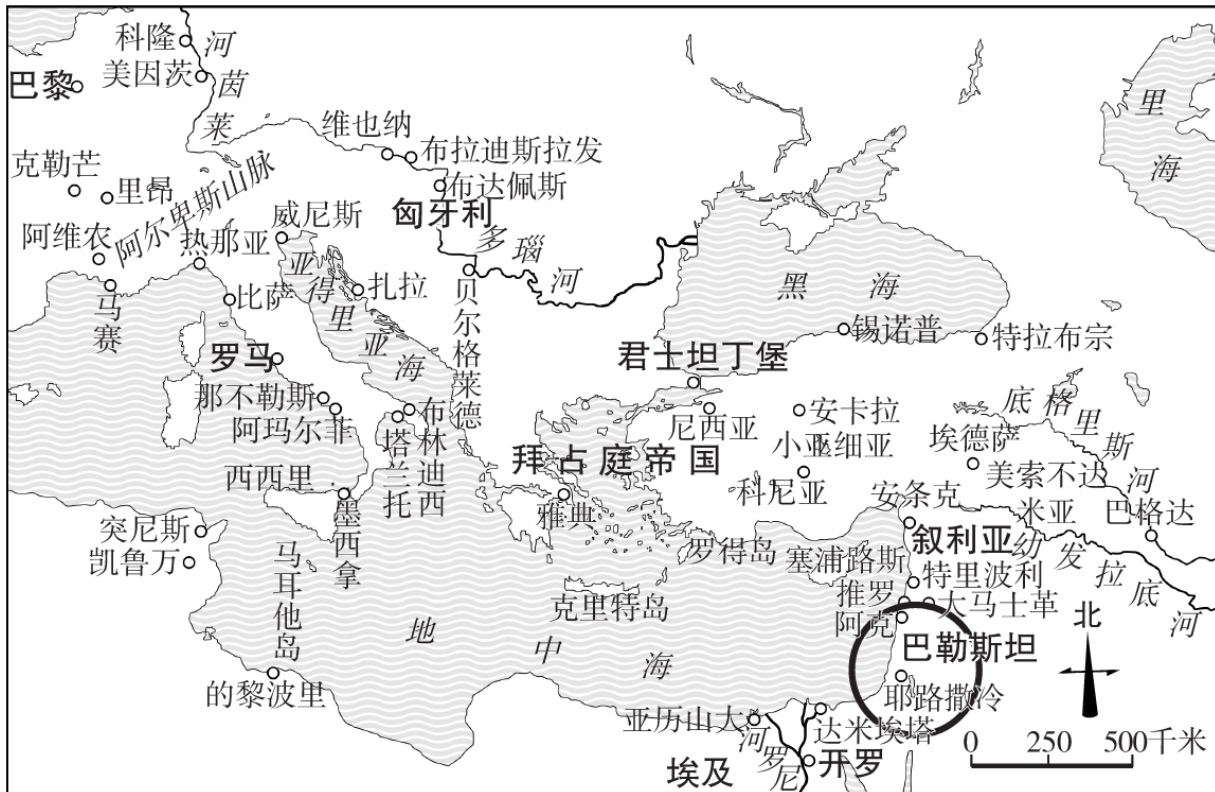 科隆
河
巴黎
美因茨
茵
莱
里
海
维也纳
布拉迪斯拉发
克勒芒
里昂
布达佩斯
阿尔卑斯山脉
匈牙利
威尼斯
阿维农
热那亚
多瑙河
亚得里亚海
扎拉
马赛
比萨
贝尔格莱德
黑海
锡诺普
特拉布宗
罗马
君士坦丁堡
那不勒斯
阿玛尔菲
布林迪西
塔兰托
尼西亚
安卡拉
小亚细亚
底格里斯河
埃德萨
拜占庭帝国
西西里
科尼亚
美索不达
米亚
安条克
墨西拿
雅典
巴格达
突尼斯
凯鲁万
叙利亚
幼发拉底河
马耳他岛
罗得岛
塞浦路斯
特里波利
克里特岛
推罗
大马士革
阿克
北
地中海
巴勒斯坦
的黎波里
耶路撒冷
亚历山大
达米埃塔
河
罗
尼
埃及
开罗
0 250 500千米